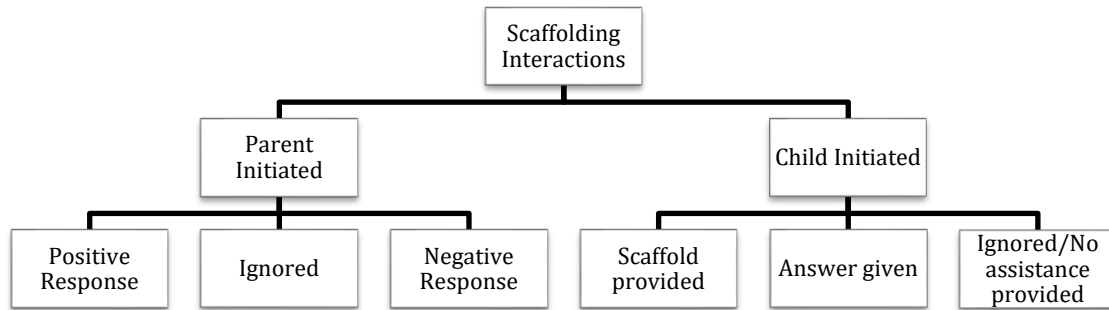 Scaffolding
Interactions
Parent
Initiated
Child Initiated
Positive
Response
Ignored
Negative
Response
Scaffold
provided
Answer given
Ignored/No
assistance
provided